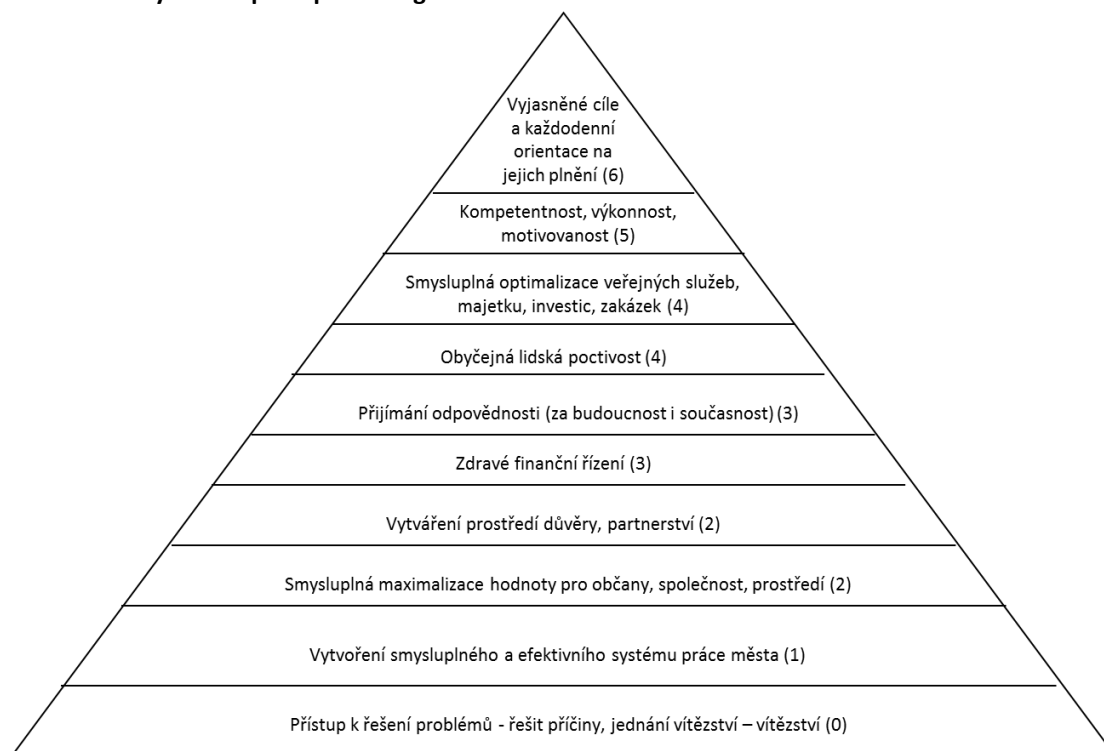 Vyjasněné cíle
a každodenní
orientace na
jejich plnění (6)
Kompetentnost, výkonnost,
motivovanost (5)
Smysluplná optimalizace veřejných služeb,
majetku, investic, zakázek (4)
Obyčejná lidská poctivost (4)
Přijímání odpovědnosti (za budoucnost i současnost) (3)
Zdravé finanční řízení (3)
Vytváření prostředí důvěry, partnerství (2)
Smysluplná maximalizace hodnoty pro občany, společnost, prostředí (2)
Vytvoření smysluplného a efektivního systému práce města (1)
Přístup k řešení problémů - řešit příčiny, jednání vítězství – vítězství (0)